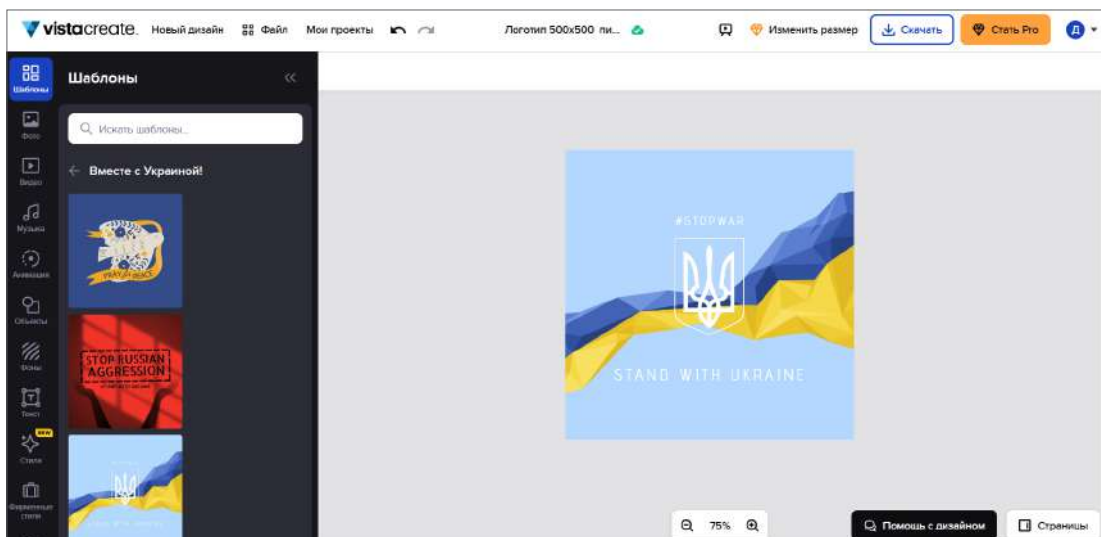 vistacreate. Новый дизайн Файл Мои проекты Логотип 500x500 пи... Изменить размер Скачать Стать Pro Д
Шаблоны
Шаблоны
Искать шаблоны...
Фото
Вместе с Украиной!
Видео
Музыка
Анимация
PRAY FOR PEACE
Объекты
Фоны
STOP RUSSIAN
AGGRESSION
Текст
NEW
Стили
Фирменные
стили
#STOPWAR
STAND WITH UKRAINE
75%
Помощь с дизайном
Страницы